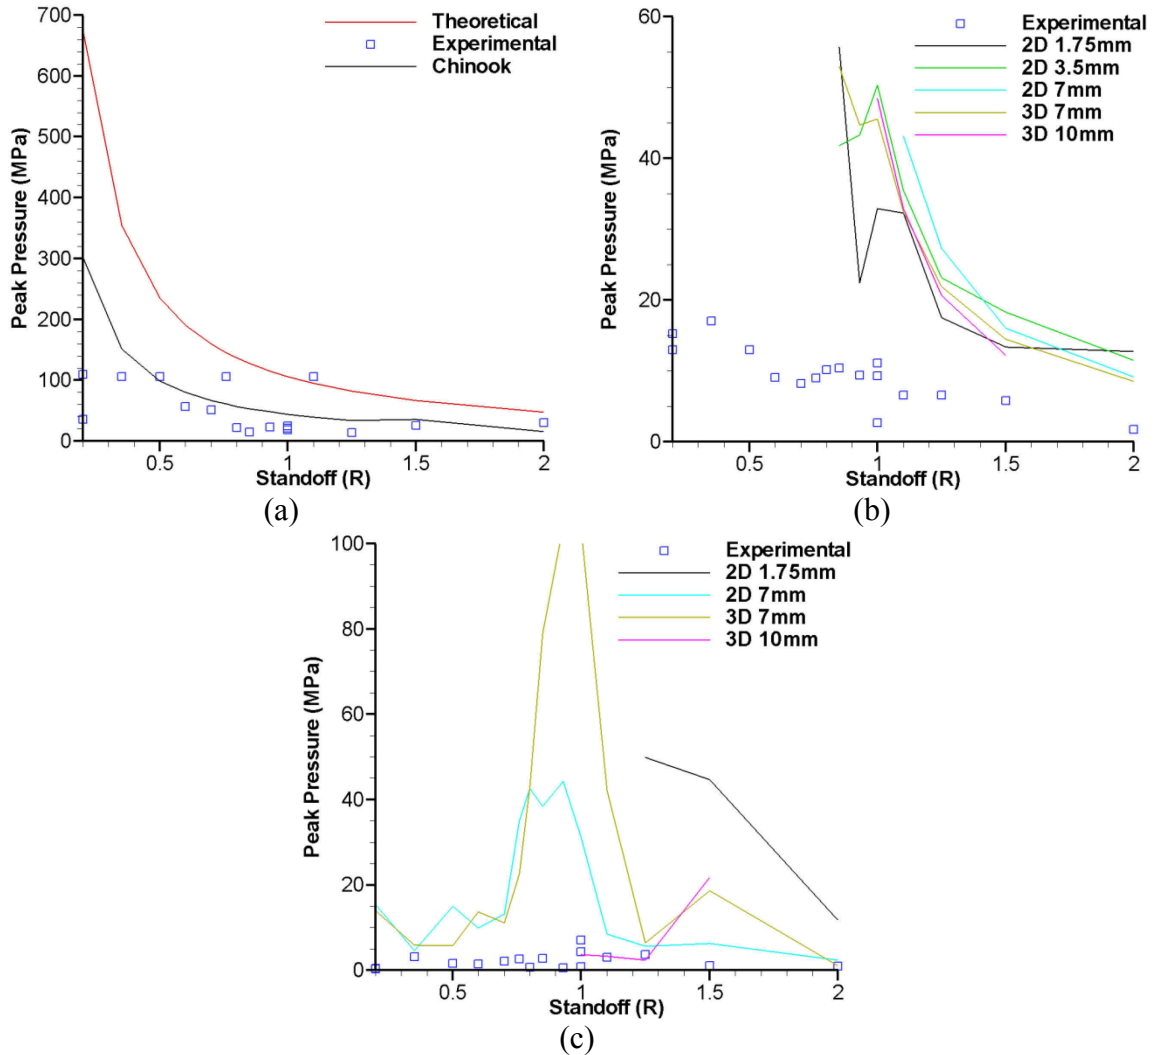 700
600
500
400
300
200
100
0
Peak Pressure (MPa)
Theoretical
Experimental
Chinook
0.5
1
1.5
2
Standoff (R)
(a)
60
40
20
0
Peak Pressure (MPa)
Experimental
2D 1.75mm
2D 3.5mm
2D 7mm
3D 7mm
3D 10mm
0.5
1
1.5
2
Standoff (R)
(b)
100
80
60
40
20
0
Peak Pressure (MPa)
Experimental
2D 1.75mm
2D 7mm
3D 7mm
3D 10mm
0.5
1
1.5
2
Standoff (R)
(c)